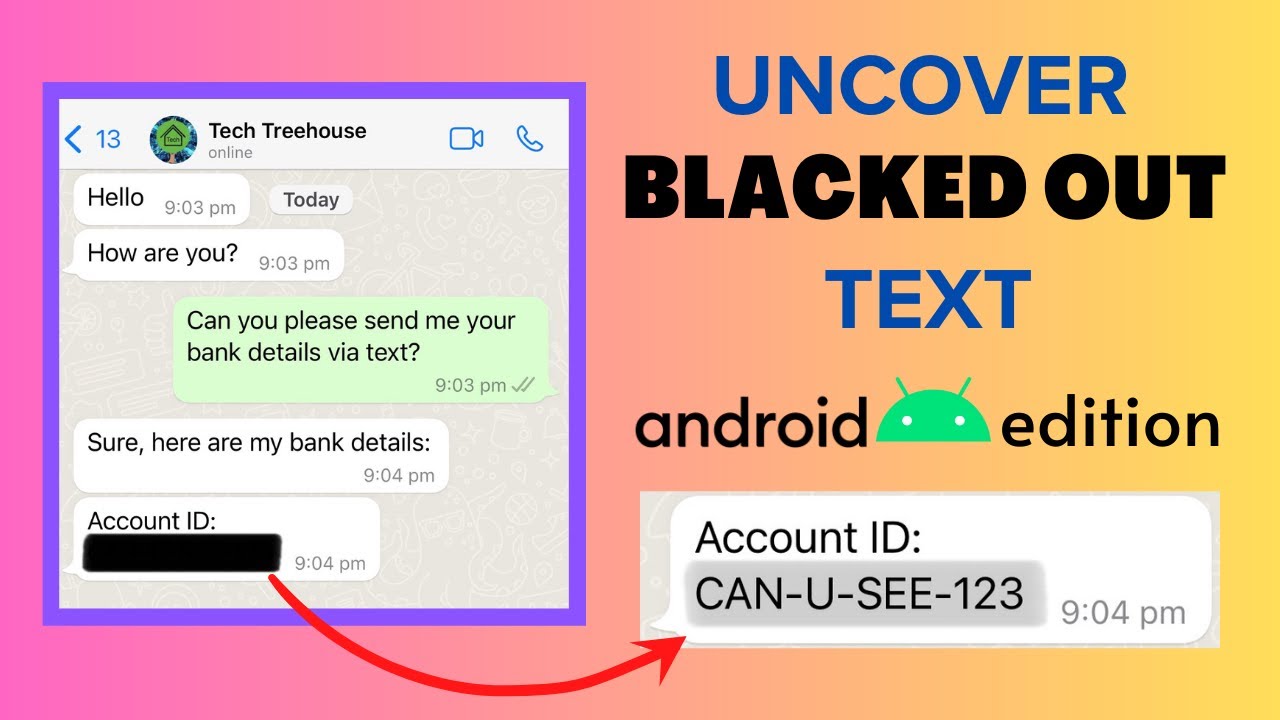 13
Tech Treehouse
online
Hello
9:03 pm
Today
How are you?
9:03 pm
Can you please send me your
bank details via text?
9:03 pm
Sure, here are my bank details:
9:04 pm
Account ID:
9:04 pm
UNCOVER
BLACKED OUT
TEXT
android edition
Account ID:
CAN-U-SEE-123
9:04 pm